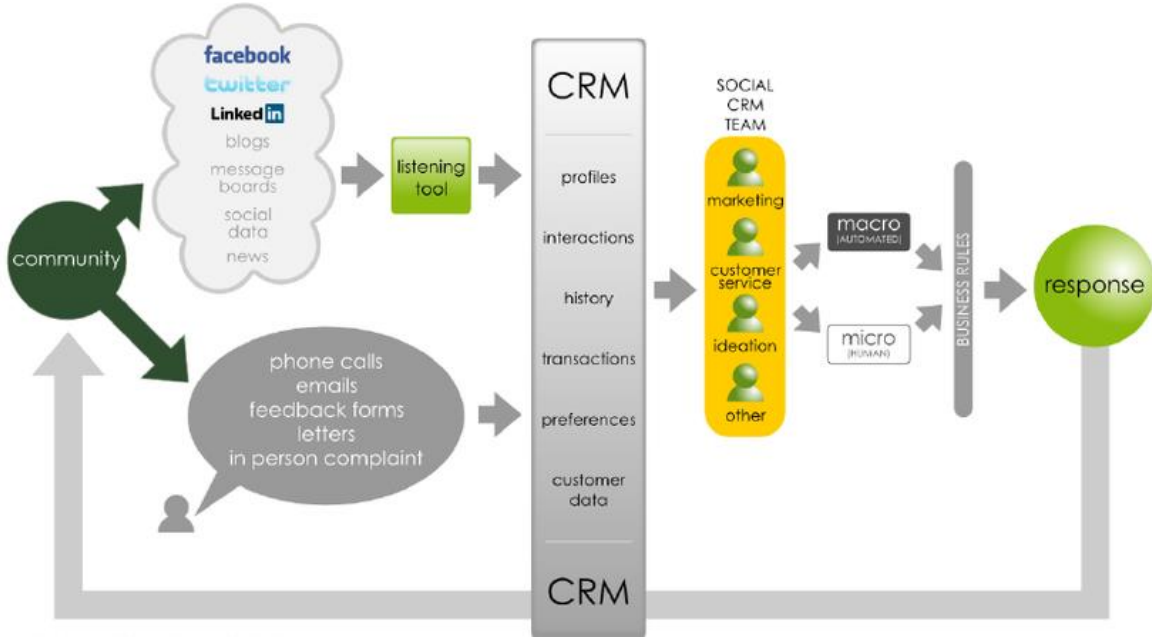 facebook
twitter
Linked in
blogs
message
boards
social
data
news
community
listening
tool
phone calls
emails
feedback forms
letters
in person complaint
CRM
profiles
interactions
history
transactions
preferences
customer
data
CRM
SOCIAL
CRM
TEAM
marketing
customer
service
ideation
other
macro
(AUTOMATED)
micro
(HUMAN)
BUSINESS RULES
response